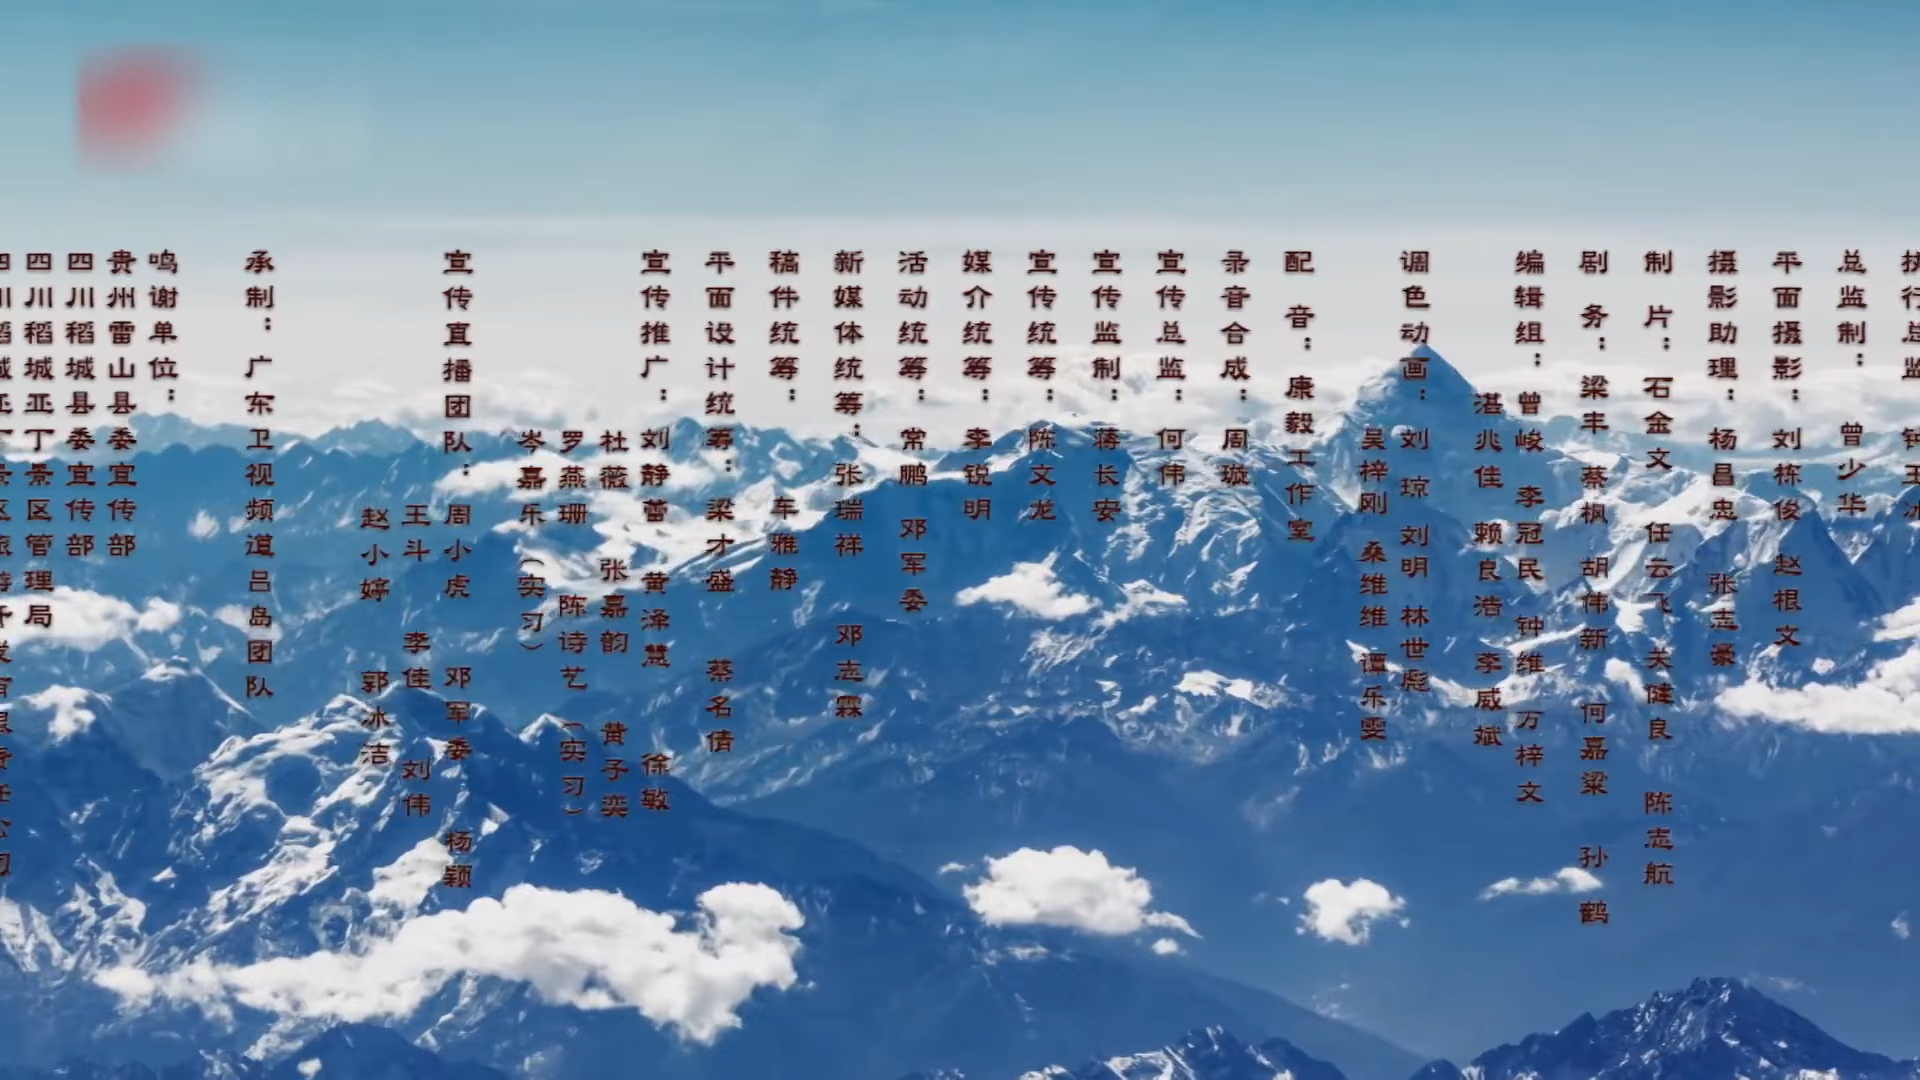 总监制：曾少华
平面摄影：刘栋俊 赵根文
摄影助理：杨昌忠 张志豪
制片：石金文 任云飞 关健良 陈志航
剧务：梁丰 蔡枫 胡伟新 何嘉梁 孙鹤
编辑组：曾峻 李冠民 钟维 万梓文
湛兆佳 赖良浩 李威斌
调色动画：刘琼 刘明 林世彪
吴梓刚 桑维维 谭乐雯
配音：康毅工作室
录音合成：周璇
宣传总监：何伟
宣传监制：蒋长安
宣传统筹：陈文龙
媒介统筹：李锐明
活动统筹：常鹏 邓军委
新媒体统筹：张瑞祥 邓志霖
稿件统筹：车雅静
平面设计统筹：梁才盛 蔡名倩
宣传推广：刘静蕾 黄泽慧 徐敏
杜薇 张嘉韵 黄子奕
罗燕珊 陈诗艺（实习）
岑嘉乐（实习）
宣传直播团队：周小虎 邓军委 杨颖
王斗 李佳 刘伟
赵小婷 郭冰洁
承制：广东卫视频道吕岛团队
鸣谢单位：
贵州雷山县委宣传部
四川稻城县委宣传部
四川稻城亚丁景区管理局